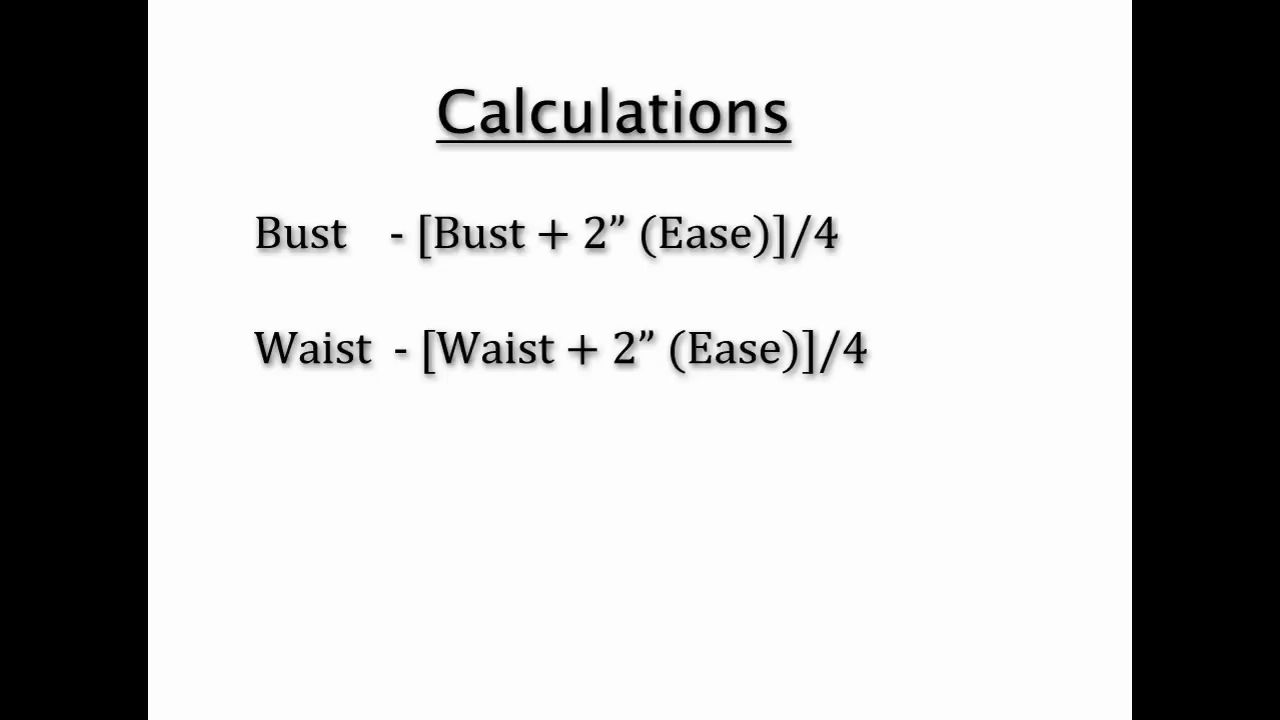 Calculations
Bust - [Bust + 2” (Ease)]/4
Waist - [Waist + 2” (Ease)]/4